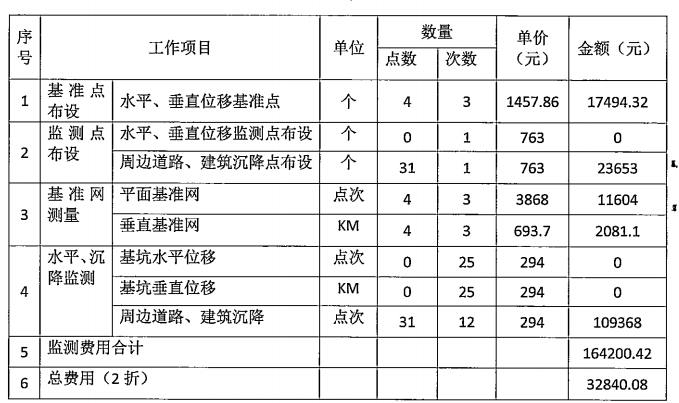 序号 工作项目 单位 数量 单价（元） 金额（元）
点数 次数
1 基准点布设 水平、垂直位移基准点 个 4 3 1457.86 17494.32
2 监测点布设 水平、垂直位移监测点布设 个 0 1 763 0
周边道路、建筑沉降点布设 个 31 1 763 23653
3 基准网测量 平面基准网 点次 4 3 3868 11604
垂直基准网 KM 4 3 693.7 2081.1
4 水平、沉降监测 基坑水平位移 点次 0 25 294 0
基坑垂直位移 KM 0 25 294 0
周边道路、建筑沉降 点次 31 12 294 109368
5 监测费用合计 164200.42
6 总费用（2折） 32840.08